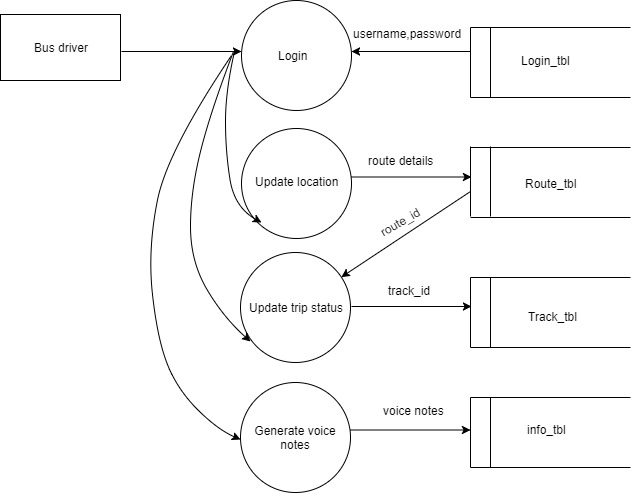 Bus driver
Login
username,password
Login_tbl
Update location
route details
Route_tbl
route_id
Update trip status
track_id
Track_tbl
Generate voice
notes
voice notes
info_tbl